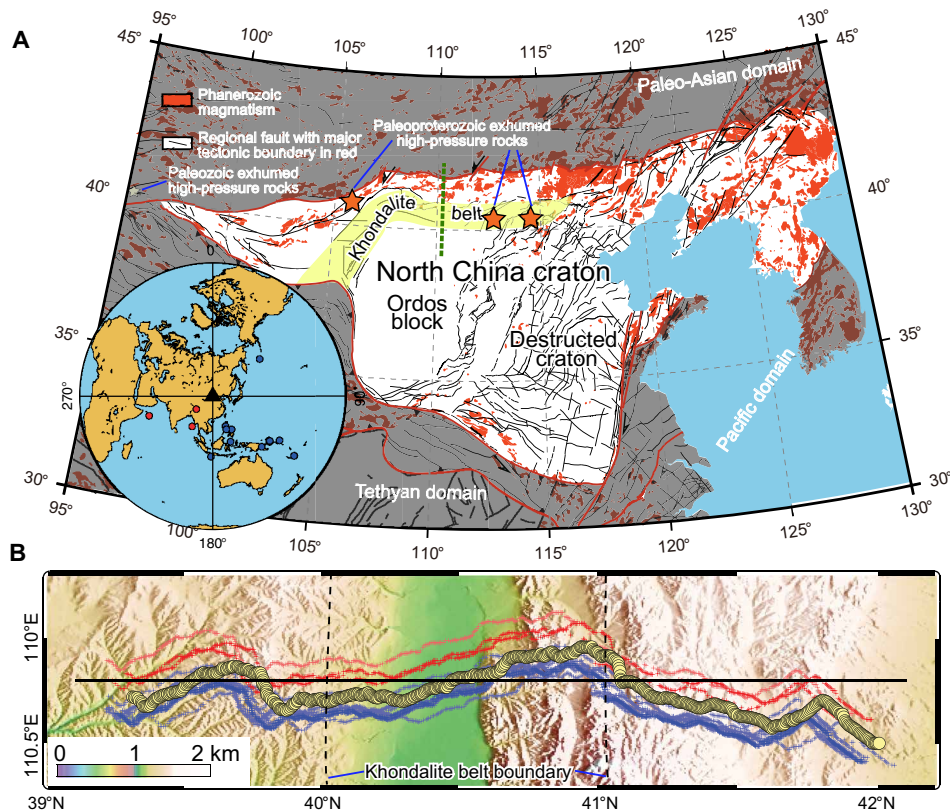 A
95°
100°
105°
110°
115°
120°
125°
130°
45°
45°
Paleo-Asian domain
Phanerozoic
magmatism
Regional fault with major
tectonic boundary in red
Paleoproterozoic exhumed
high-pressure rocks
Paleozoic exhumed
high-pressure rocks
40°
40°
Khondalite
belt
North China craton
Ordos
block
Destructed
craton
35°
35°
Pacific domain
0°
270°
90°
180°
Tethyan domain
30°
30°
95°
100°
105°
110°
115°
120°
125°
130°
B
110°E
110.5°E
0 1 2 km
Khondalite belt boundary
39°N
40°N
41°N
42°N